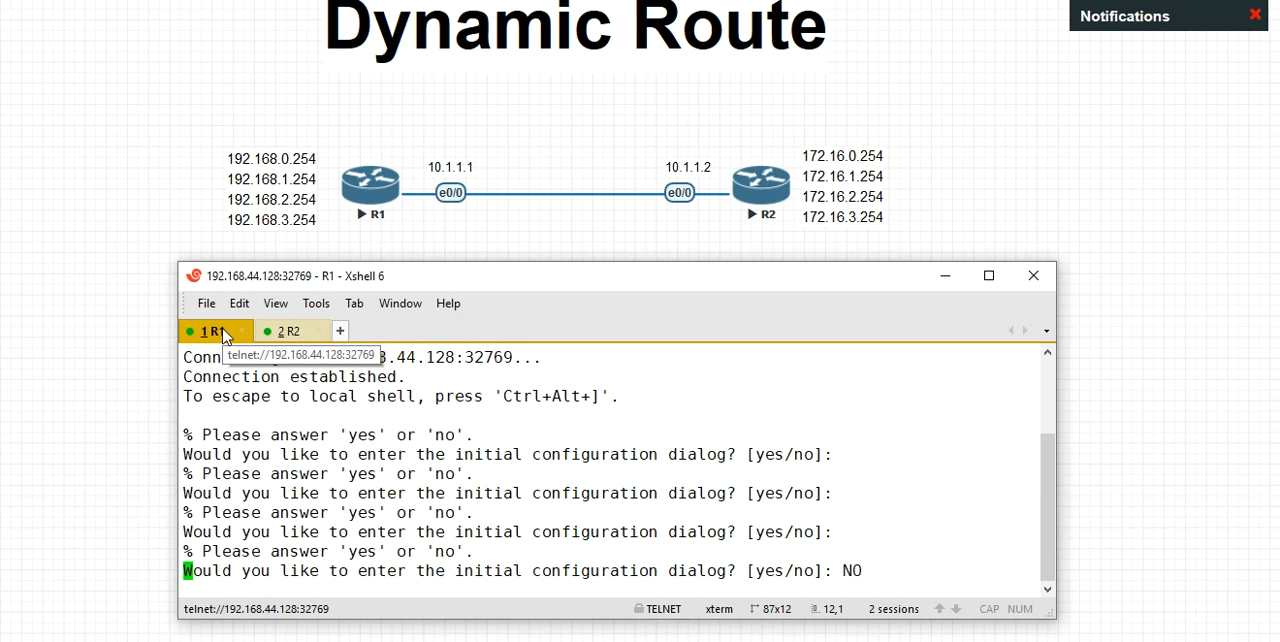 Dynamic Route
Notifications
192.168.0.254
192.168.1.254
192.168.2.254
192.168.3.254
10.1.1.1
e0/0
R1
10.1.1.2
e0/0
R2
172.16.0.254
172.16.1.254
172.16.2.254
172.16.3.254
192.168.44.128:32769 - R1 - Xshell 6
File Edit View Tools Tab Window Help
1 R1 2 R2 +
telnet://192.168.44.128:32769
Conn 8.44.128:32769...
Connection established.
To escape to local shell, press 'Ctrl+Alt+]'.
% Please answer 'yes' or 'no'.
Would you like to enter the initial configuration dialog? [yes/no]:
% Please answer 'yes' or 'no'.
Would you like to enter the initial configuration dialog? [yes/no]:
% Please answer 'yes' or 'no'.
Would you like to enter the initial configuration dialog? [yes/no]:
% Please answer 'yes' or 'no'.
Would you like to enter the initial configuration dialog? [yes/no]: NO
telnet://192.168.44.128:32769 TELNET xterm 87x12 12,1 2 sessions CAP NUM